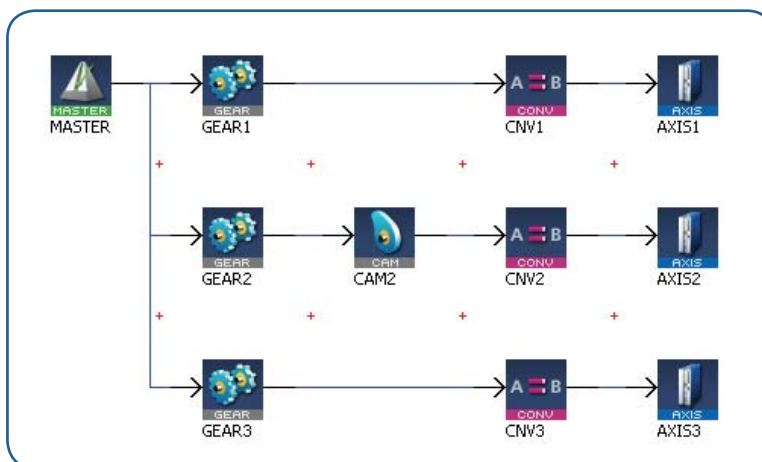 MASTER
MASTER
GEAR
GEAR1
A B
CONV
CNV1
AXIS
AXIS1
GEAR
GEAR2
CAM
CAM2
A B
CONV
CNV2
AXIS
AXIS2
GEAR
GEAR3
A B
CONV
CNV3
AXIS
AXIS3